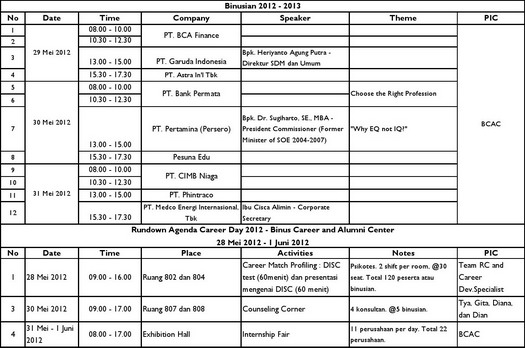 Binusian 2012 - 2013
No Date Time Company Speaker Theme PIC
1 29 Mei 2012 08.00 - 10.00 PT. BCA Finance BCAC
2 10.30 - 12.30
3 13.00 - 15.00 PT. Garuda Indonesia Bpk. Heriyanto Agung Putra -
Direktur SDM dan Umum
4 15.30 - 17.30 PT. Astra In'l Tbk
5 30 Mei 2012 08.00 - 10.00 PT. Bank Permata Choose the Right Profession
6 10.30 - 12.30
7 13.00 - 15.00 PT. Pertamina (Persero) Bpk. Dr. Sugiharto, SE., MBA -
President Commissioner (Former
Minister of SOE 2004-2007) "Why EQ not IQ!"
8 15.30 - 17.30 Pesuna Edu
9 31 Mei 2012 08.00 - 10.00 PT. CIMB Niaga
10 10.30 - 12.30
11 13.00 - 15.00 PT. Phintraco
12 15.30 - 17.30 PT. Medco Energi International,
Tbk Ibu Cisca Alimin - Corporate
Secretary
Rundown Agenda Career Day 2012 - Binus Career and Alumni Center
28 Mei 2012 - 1 Juni 2012
No Date Time Place Activities Notes PIC
1 28 Mei 2012 09.00 - 16.00 Ruang 802 dan 804 Career Match Profiling : DISC
test (60menit) dan presentasi
mengenai DISC (60 menit) Psikotes. 2 shift per room. @30
seat. Total 120 peserta atau
binusian. Team RC and
Career
Dev.Specialist
3 30 Mei 2012 09.00 - 17.00 Ruang 807 dan 808 Counseling Corner 4 konsultan. @5 binusian. Tya, Gita, Diana,
dan Dian
4 31 Mei - 1 Juni
2012 08.00 - 17.00 Exhibition Hall Internship Fair 11 perusahaan per day. Total 22
perusahaan. BCAC